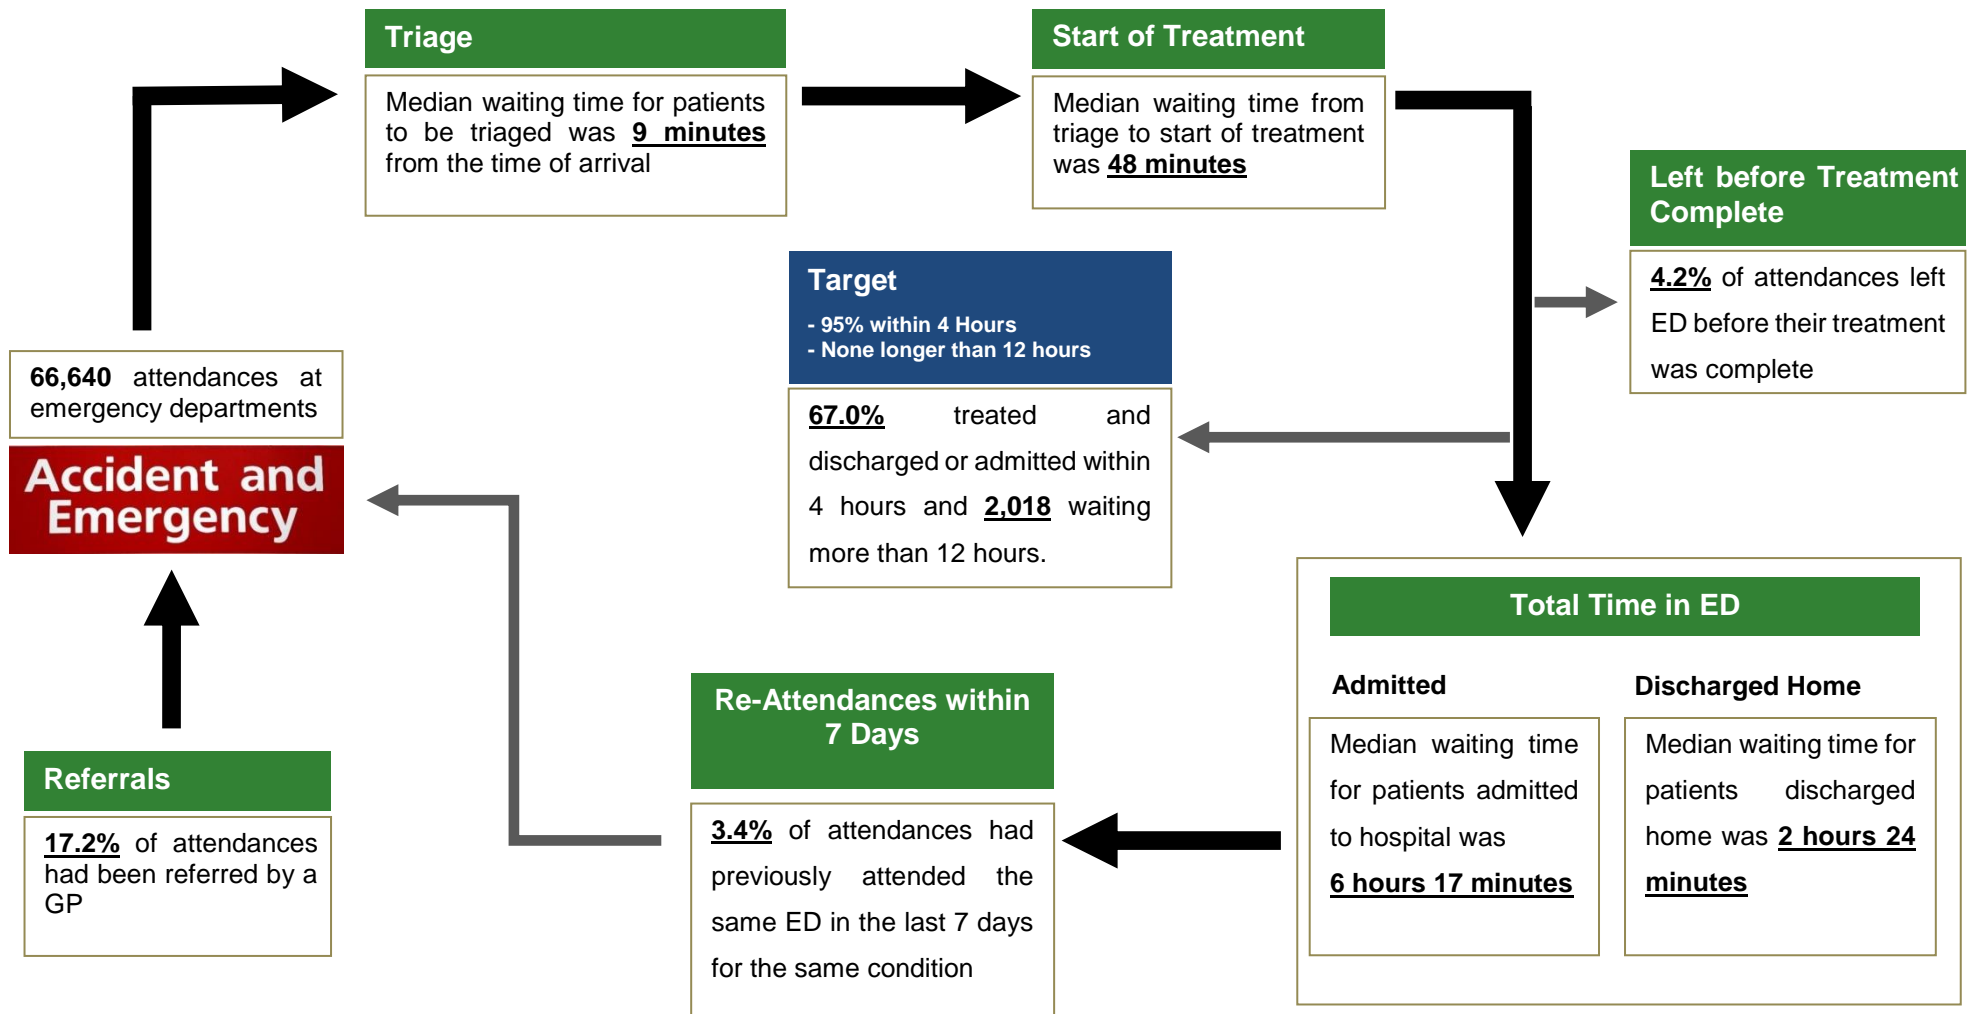 Triage
Median waiting time for patients
to be triaged was 9 minutes
from the time of arrival
Start of Treatment
Median waiting time from
triage to start of treatment
was 48 minutes
Left before Treatment
Complete
4.2% of attendances left
ED before their treatment
was complete
Target
- 95% within 4 Hours
- None longer than 12 hours
67.0% treated and
discharged or admitted within
4 hours and 2,018 waiting
more than 12 hours.
66,640 attendances at
emergency departments
Accident and
Emergency
Total Time in ED
Admitted
Median waiting time
for patients admitted
to hospital was
6 hours 17 minutes
Discharged Home
Median waiting time for
patients discharged
home was 2 hours 24
minutes
Re-Attendances within
7 Days
3.4% of attendances had
previously attended the
same ED in the last 7 days
for the same condition
Referrals
17.2% of attendances
had been referred by a
GP